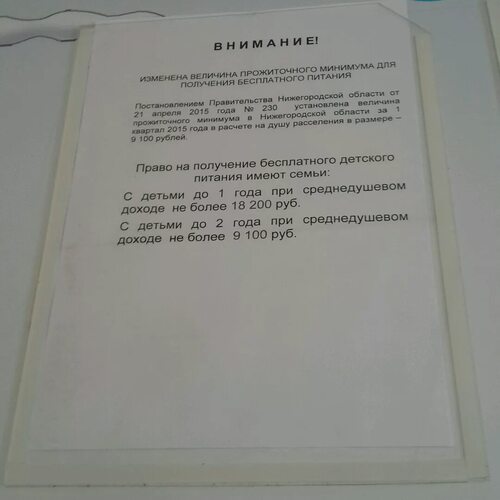 ВНИМАНИЕ!
ИЗМЕНЕНА ВЕЛИЧИНА ПРОЖИТОЧНОГО МИНИМУМА ДЛЯ
ПОЛУЧЕНИЯ БЕСПЛАТНОГО ПИТАНИЯ
Постановлением Правительства Нижегородской области от
21 апреля 2015 года № 230 установлена величина
прожиточного минимума в Нижегородской области за 1
квартал 2015 года в расчете на душу расселения в размере –
9 100 рублей.
Право на получение бесплатного детского
питания имеют семьи:
С детьми до 1 года при среднедушевом
доходе не более 18 200 руб.
С детьми до 2 года при среднедушевом
доходе не более 9 100 руб.